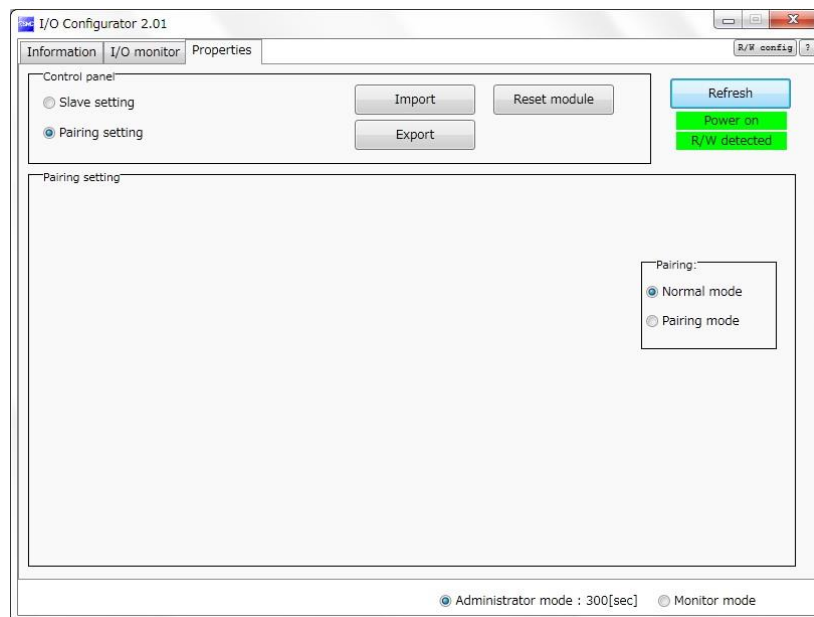 I/O Configurator 2.01
Information I/O monitor Properties R/W config ?
Control panel
Slave setting Import Reset module Refresh
Pairing setting Export Power on
R/W detected
Pairing setting
Pairing:
Normal mode
Pairing mode
Administrator mode : 300[sec] Monitor mode